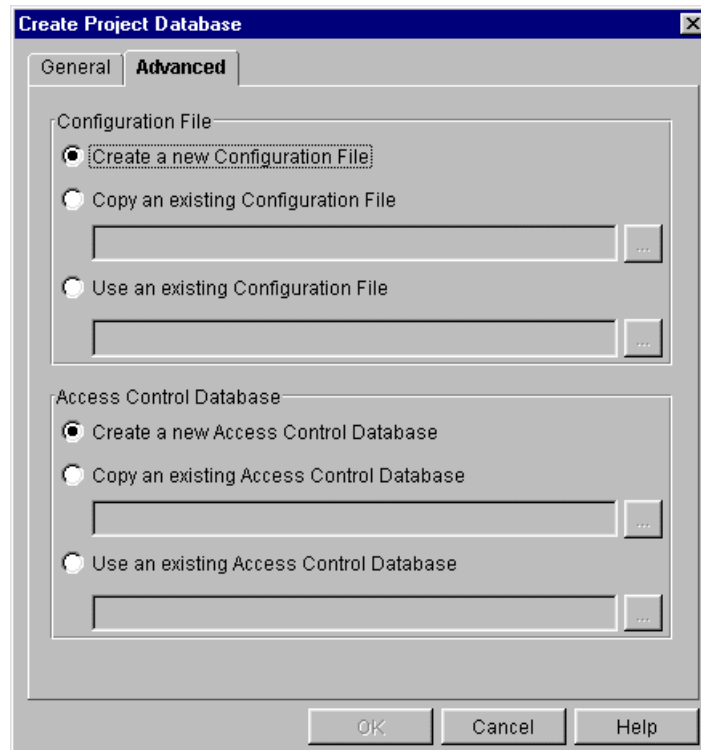 Create Project Database
General Advanced
Configuration File
Create a new Configuration File
Copy an existing Configuration File
...
Use an existing Configuration File
...
Access Control Database
Create a new Access Control Database
Copy an existing Access Control Database
...
Use an existing Access Control Database
...
OK Cancel Help